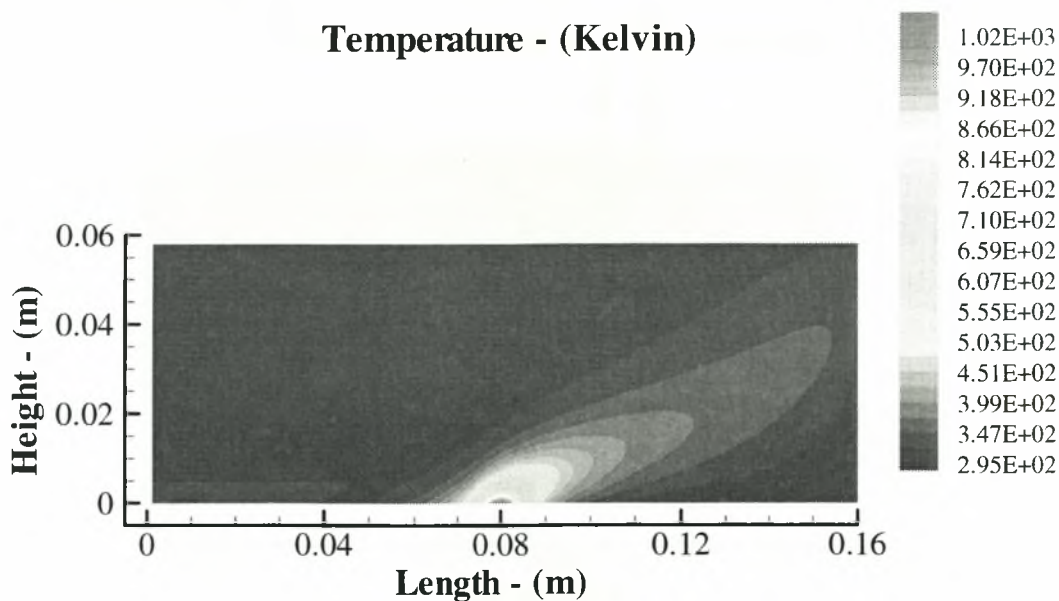 Temperature - (Kelvin)
1.02E+03
9.70E+02
9.18E+02
8.66E+02
8.14E+02
7.62E+02
7.10E+02
6.59E+02
6.07E+02
5.55E+02
5.03E+02
4.51E+02
3.99E+02
3.47E+02
2.95E+02
Height - (m)
0.06
0.04
0.02
0
0
0.04
0.08
0.12
0.16
Length - (m)